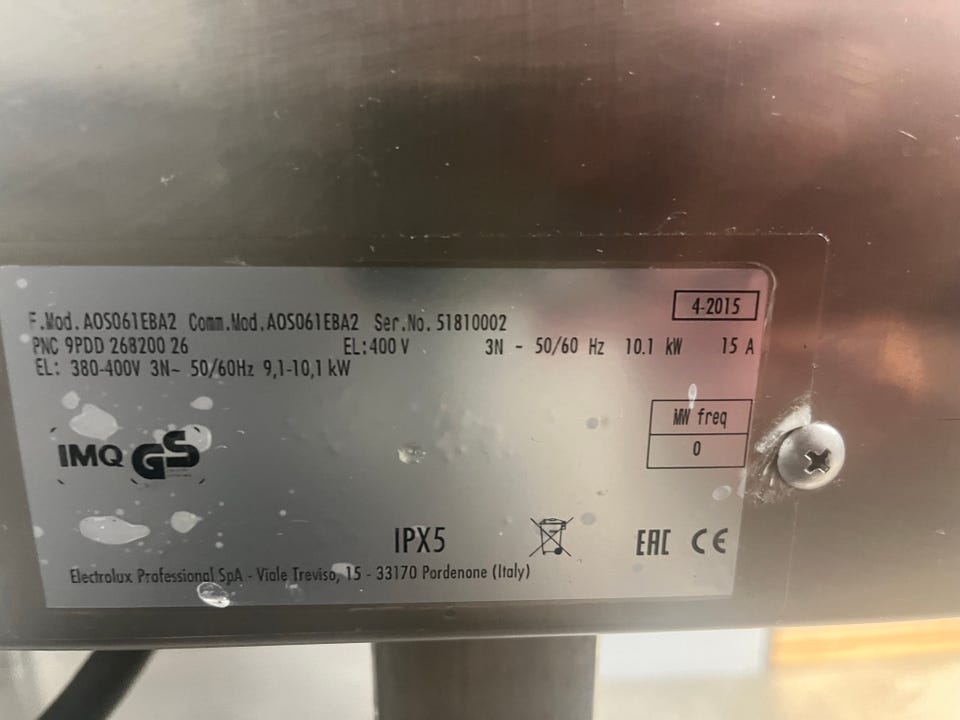 4-2015
F.Mod.AOS061EBA2 Comm.Mod.AOS061EBA2 Ser.No. 51810002
PNC 9PDD 268200 26 EL:400 V 3N ~ 50/60 Hz 10.1 kW 15 A
EL: 380-400V 3N~ 50/60Hz 9,1-10,1 kW
MW freq
0
IMQ GS
IPX5
EAC CE
Electrolux Professional SpA - Viale Treviso, 15 - 33170 Pordenone (Italy)